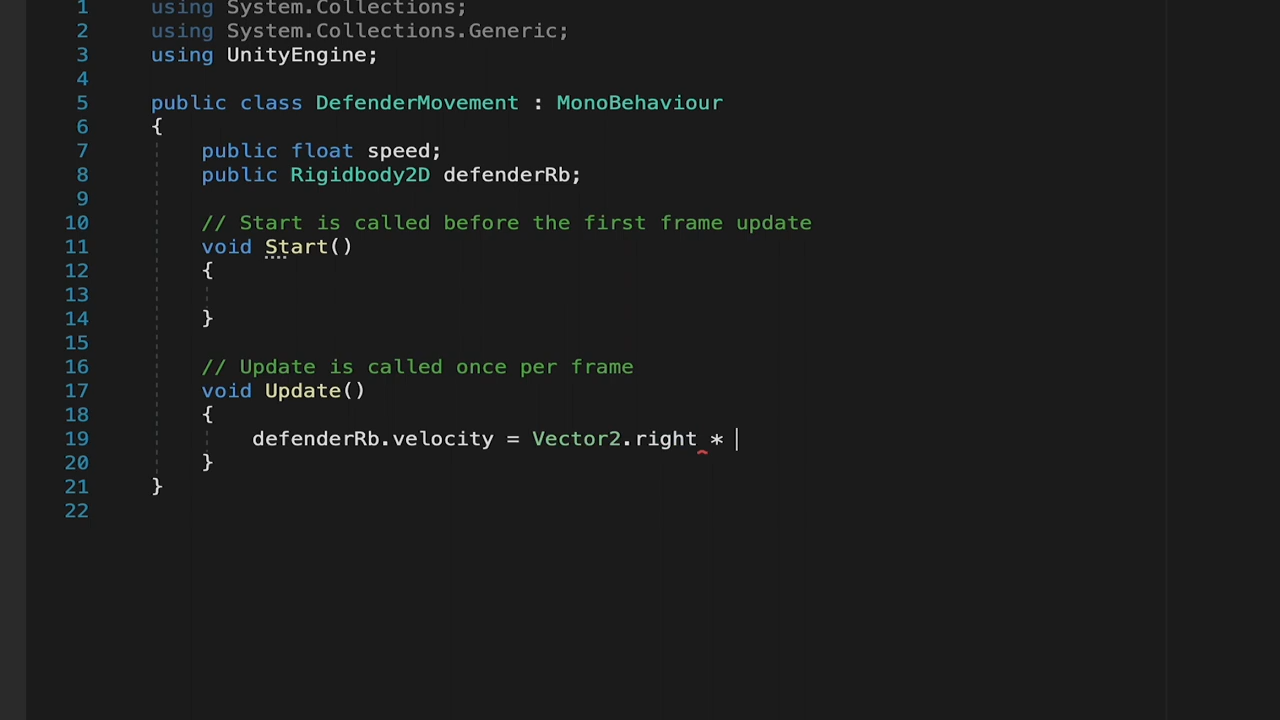 1 using System.Collections;
2 using System.Collections.Generic;
3 using UnityEngine;
4
5 public class DefenderMovement : MonoBehaviour
6 {
7 public float speed;
8 public Rigidbody2D defenderRb;
9
10 // Start is called before the first frame update
11 void Start()
12 {
13
14 }
15
16 // Update is called once per frame
17 void Update()
18 {
19 defenderRb.velocity = Vector2.right *
20 }
21 }
22